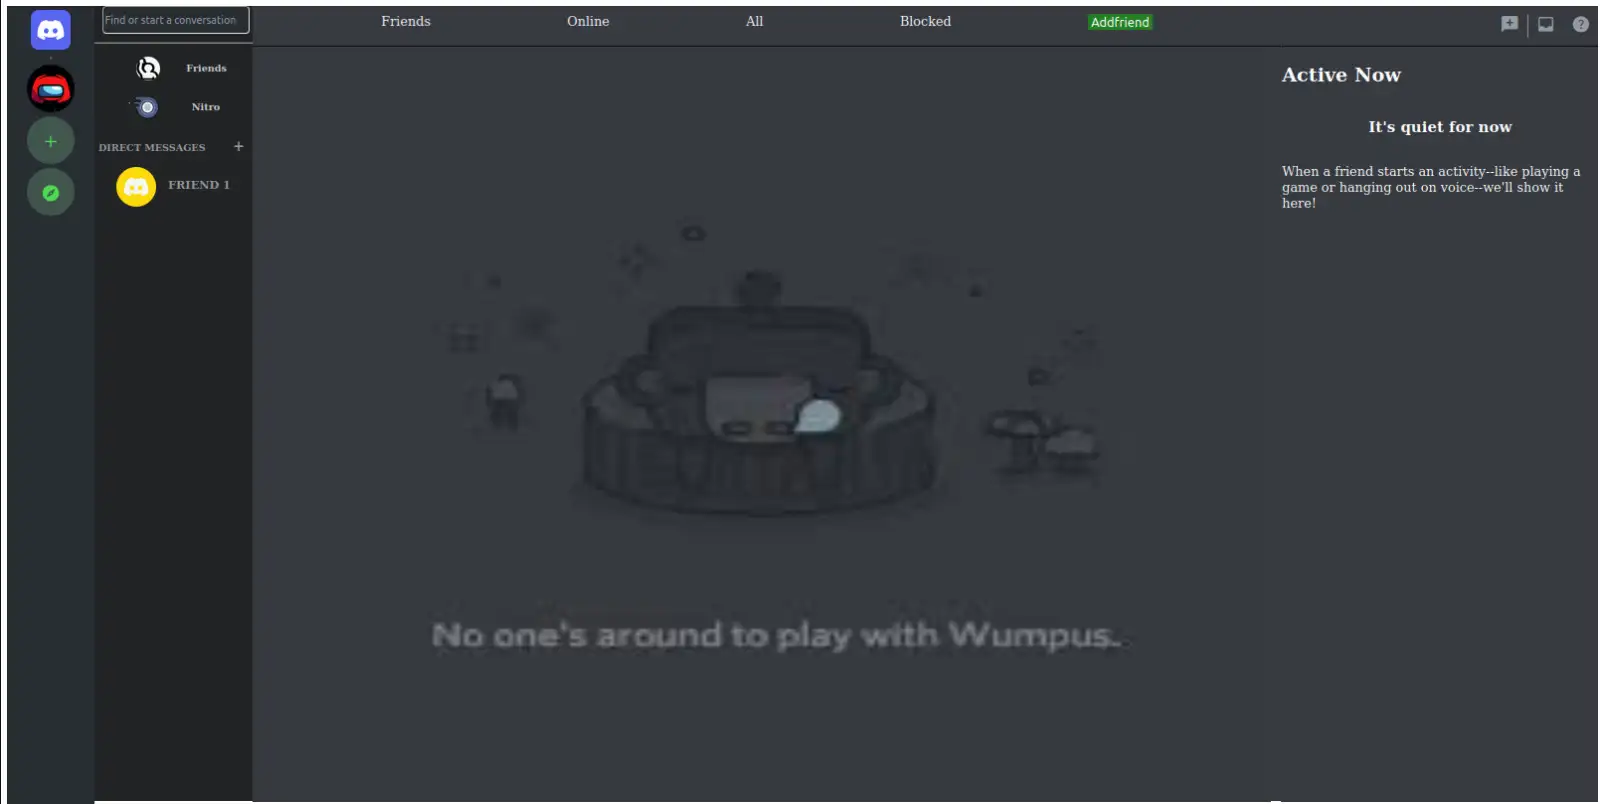 Find or start a conversation
Friends
Online
All
Blocked
Addfriend
Friends
Nitro
DIRECT MESSAGES +
FRIEND 1
Active Now
It's quiet for now
When a friend starts an activity--like playing a
game or hanging out on voice--we'll show it
here!
No one's around to play with Wumpus.